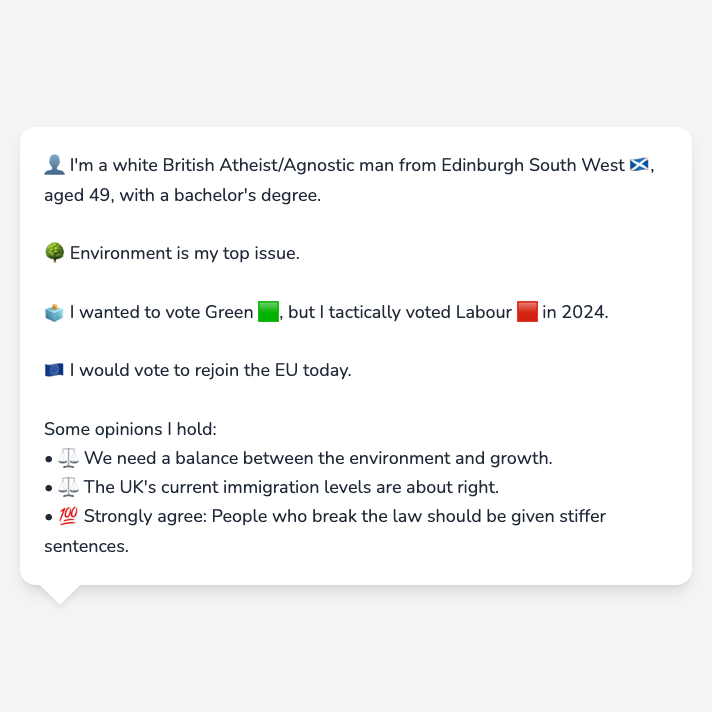 👤 I'm a white British Atheist/Agnostic man from Edinburgh South West 🏴󠁧󠁢󠁳󠁣󠁴󠁿,
aged 49, with a bachelor's degree.
🌳 Environment is my top issue.
🗳️ I wanted to vote Green 🟩, but I tactically voted Labour 🟥 in 2024.
🇪🇺 I would vote to rejoin the EU today.
Some opinions I hold:
• ⚖️ We need a balance between the environment and growth.
• ⚖️ The UK's current immigration levels are about right.
• 💯 Strongly agree: People who break the law should be given stiffer
sentences.